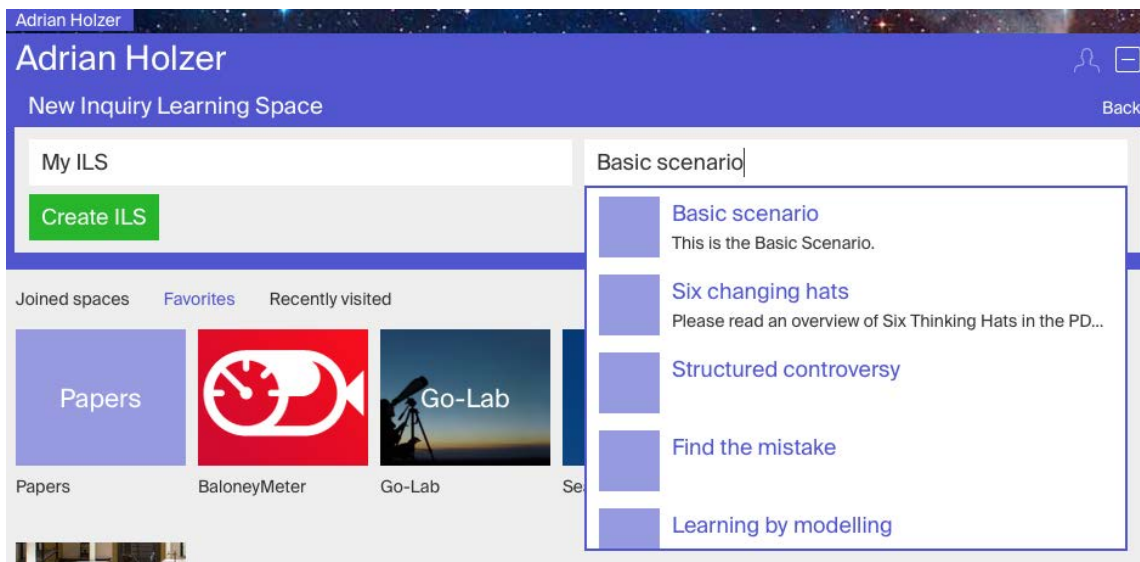 Adrian Holzer
Adrian Holzer
New Inquiry Learning Space
Back
My ILS
Basic scenario
Create ILS
Basic scenario
This is the Basic Scenario.
Six changing hats
Please read an overview of Six Thinking Hats in the PD...
Structured controversy
Find the mistake
Learning by modelling
Joined spaces Favorites Recently visited
Papers
Go-Lab
Papers BaloneyMeter Go-Lab